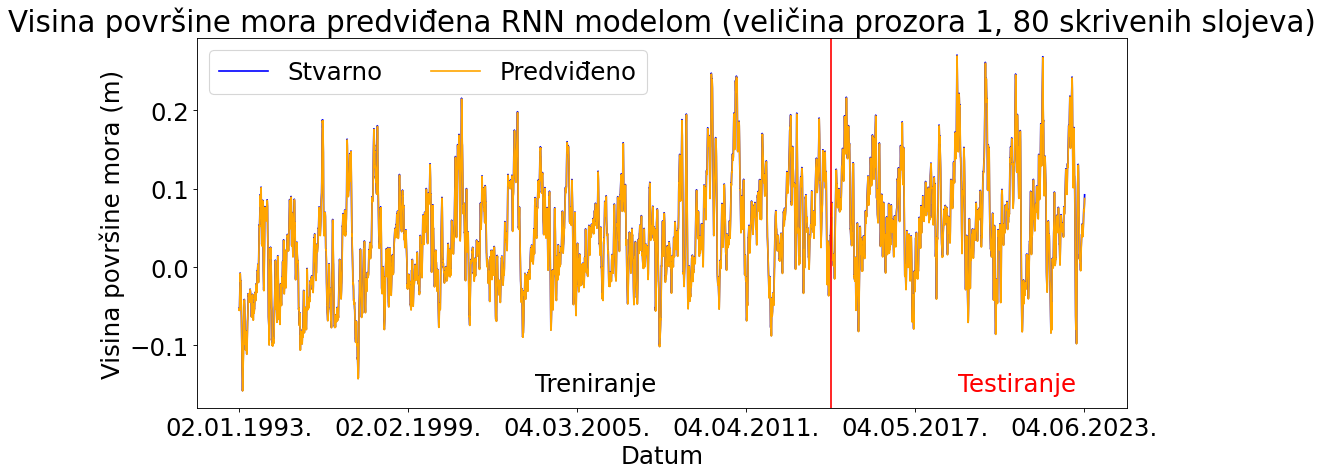 Visina površine mora predviđena RNN modelom (veličina prozora 1, 80 skrivenih slojeva)
Stvarno Predviđeno
Visina površine mora (m)
0.2
0.1
0.0
−0.1
Treniranje Testiranje
02.01.1993. 02.02.1999. 04.03.2005. 04.04.2011. 04.05.2017. 04.06.2023.
Datum